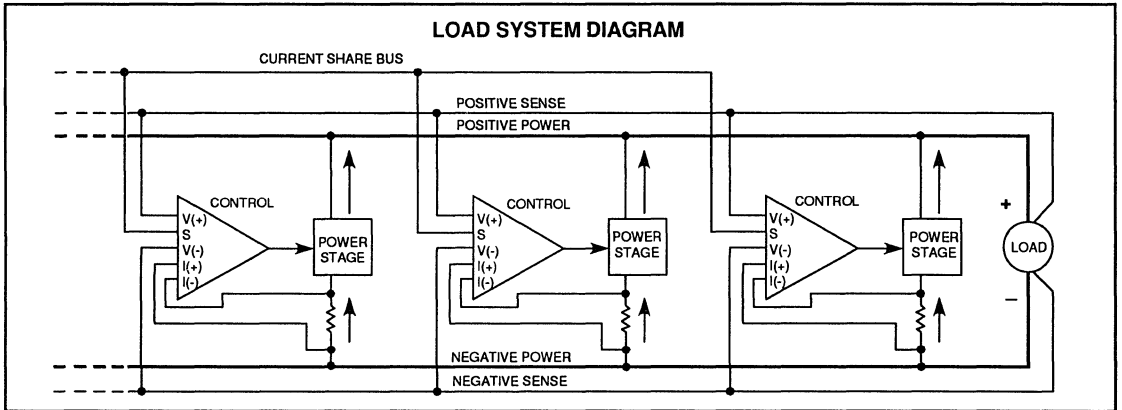 LOAD SYSTEM DIAGRAM
CURRENT SHARE BUS
POSITIVE SENSE
POSITIVE POWER
CONTROL
V(+)
S
V(-)
I(+)
I(-)
POWER
STAGE
CONTROL
V(+)
S
V(-)
I(+)
I(-)
POWER
STAGE
CONTROL
V(+)
S
V(-)
I(+)
I(-)
POWER
STAGE
+
LOAD
–
NEGATIVE POWER
NEGATIVE SENSE